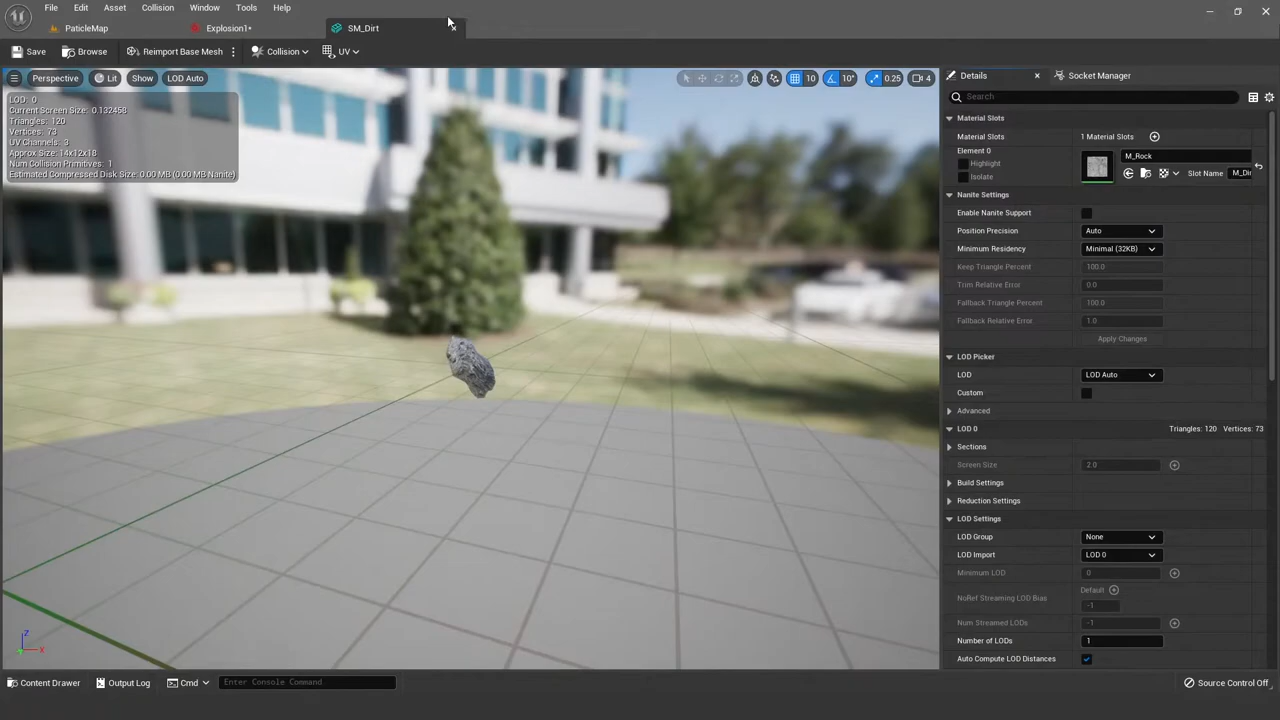 File Edit Asset Collision Window Tools Help
PaticleMap Explosion1* SM_Dirt
Save Browse Reimport Base Mesh Collision UV
Perspective Lit Show LOD Auto 10 10° 0.25 4
LOD: 0
Current Screen Size: 0.132458
Triangles: 120
Vertices: 73
UV Channels: 3
Approx Size: 14x12x18
Num Collision Primitives: 1
Estimated Compressed Disk Size: 0.00 MB (0.00 MB Nanite)
Z
X
Details Socket Manager
Search
Material Slots
Material Slots 1 Material Slots
Element 0
Highlight
Isolate
M_Rock
Slot Name M_Dir
Nanite Settings
Enable Nanite Support
Position Precision Auto
Minimum Residency Minimal (32KB)
Keep Triangle Percent 100.0
Trim Relative Error 0.0
Fallback Triangle Percent 100.0
Fallback Relative Error 1.0
Apply Changes
LOD Picker
LOD LOD Auto
Custom
Advanced
LOD 0 Triangles: 120 Vertices: 73
Sections
Screen Size 2.0
Build Settings
Reduction Settings
LOD Settings
LOD Group None
LOD Import LOD 0
Minimum LOD 0
NoRef Streaming LOD Bias Default
-1
Num Streamed LODs -1
Number of LODs 1
Auto Compute LOD Distances
Content Drawer Output Log Cmd Enter Console Command Source Control Off